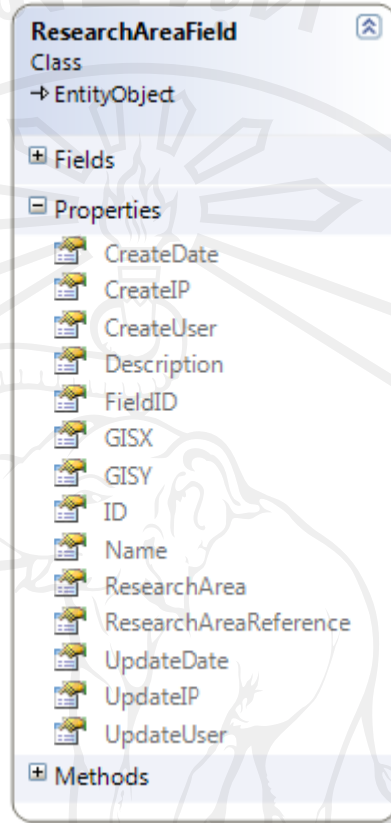 ResearchAreaField
Class
EntityObject
Fields
Properties
CreateDate
CreateIP
CreateUser
Description
FieldID
GISX
GISY
ID
Name
ResearchArea
ResearchAreaReference
UpdateDate
UpdateIP
UpdateUser
Methods